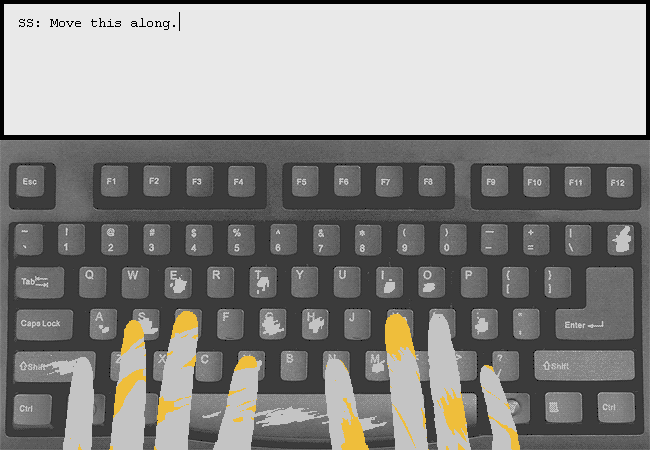 SS: Move this along.
Esc F1 F2 F3 F4 F5 F6 F7 F8 F9 F10 F11 F12
~ ! @ # $ % ^ & * ( ) _ + |
` 1 2 3 4 5 6 7 8 9 0 - = \
Tab Q W E R T Y U I O P { }
[ ]
Caps Lock A S F G H J : " Enter
; '
Shift Z X C B N M > ? Shift
/
Ctrl Ctrl